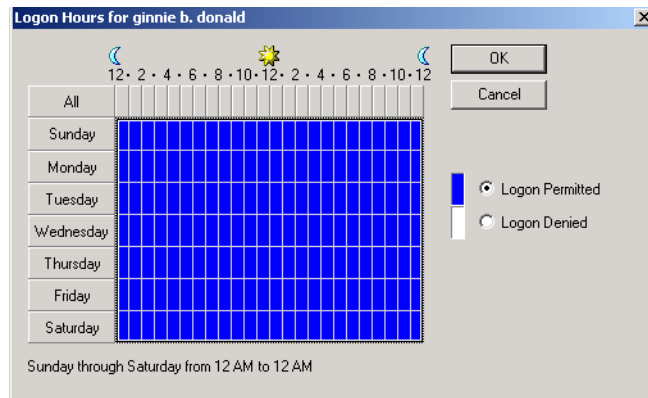 Logon Hours for ginnie b. donald
12 · 2 · 4 · 6 · 8 · 10 · 12 · 2 · 4 · 6 · 8 · 10 · 12
OK
Cancel
All
Sunday
Monday
Tuesday
Wednesday
Thursday
Friday
Saturday
Logon Permitted
Logon Denied
Sunday through Saturday from 12 AM to 12 AM